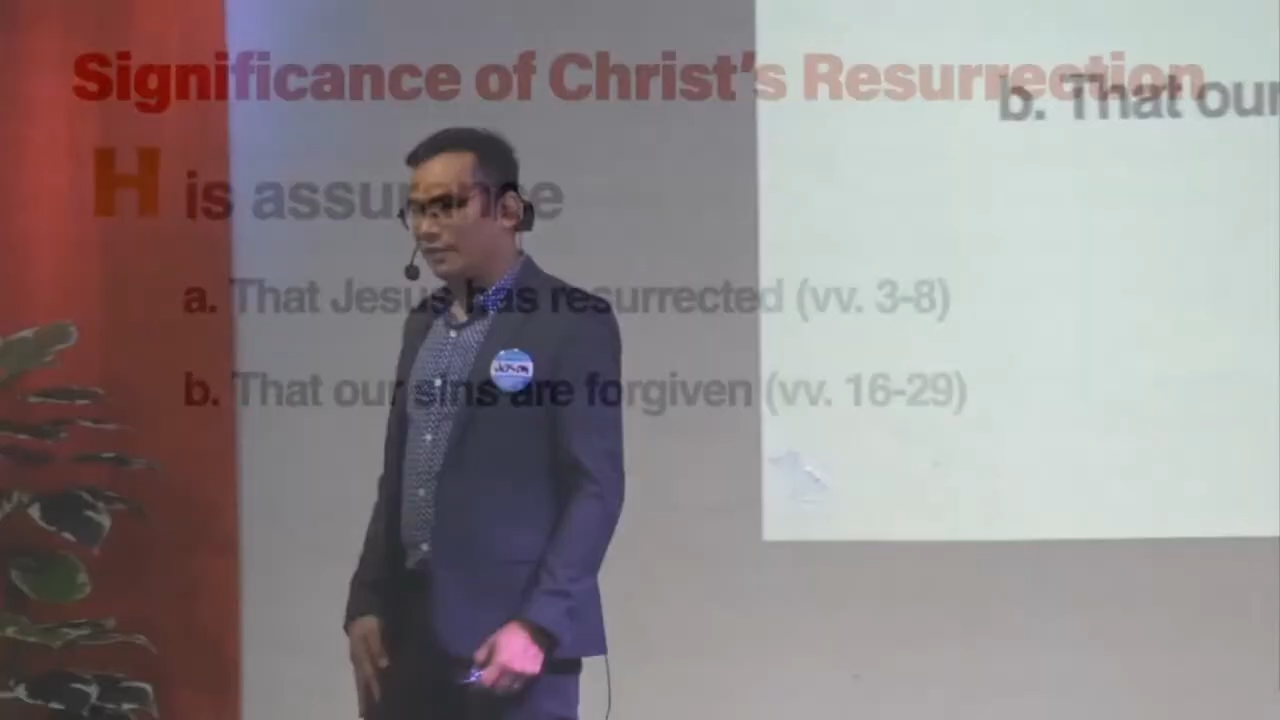 Significance of Christ's Resurrection
b. That our
H is assurance
a. That Jesus has resurrected (vv. 3-8)
b. That our sins are forgiven (vv. 16-29)